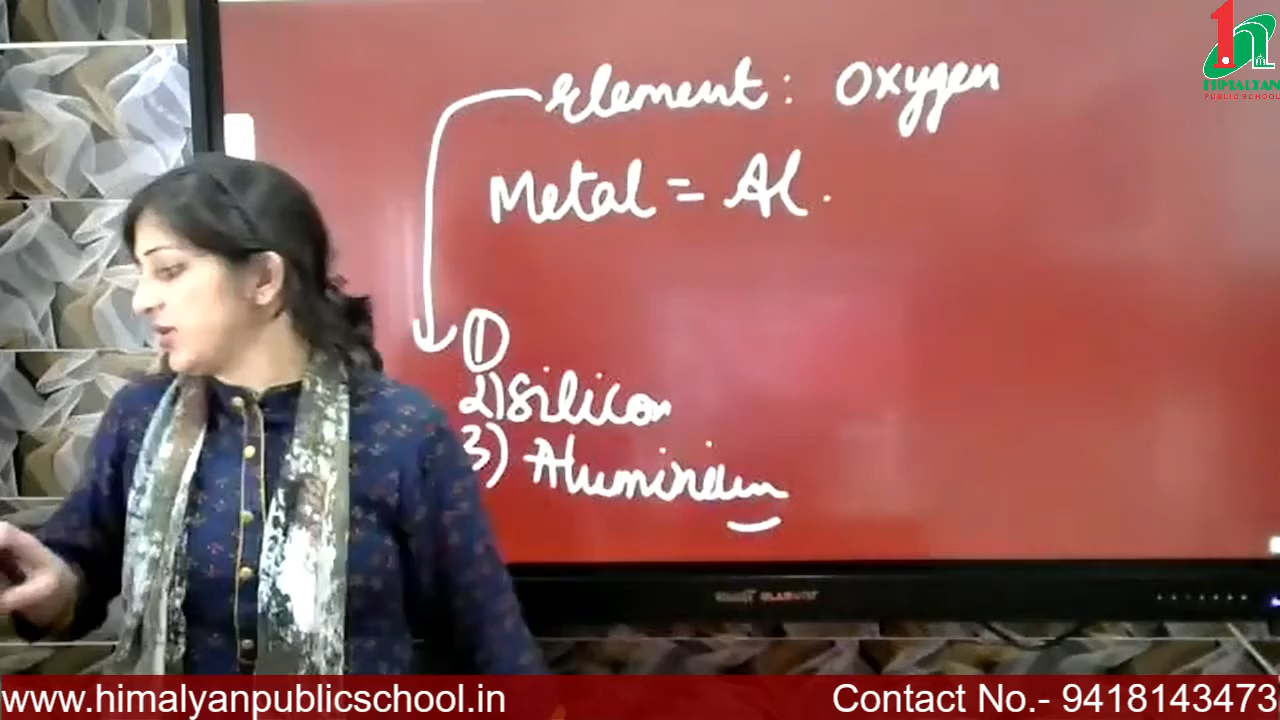 Element : Oxygen
Metal = Al.
①
2) Silicon
3) Aluminium
HIMALYAN
PUBLIC SCHOOL
www.himalyanpublicschool.in
Contact No.- 9418143473